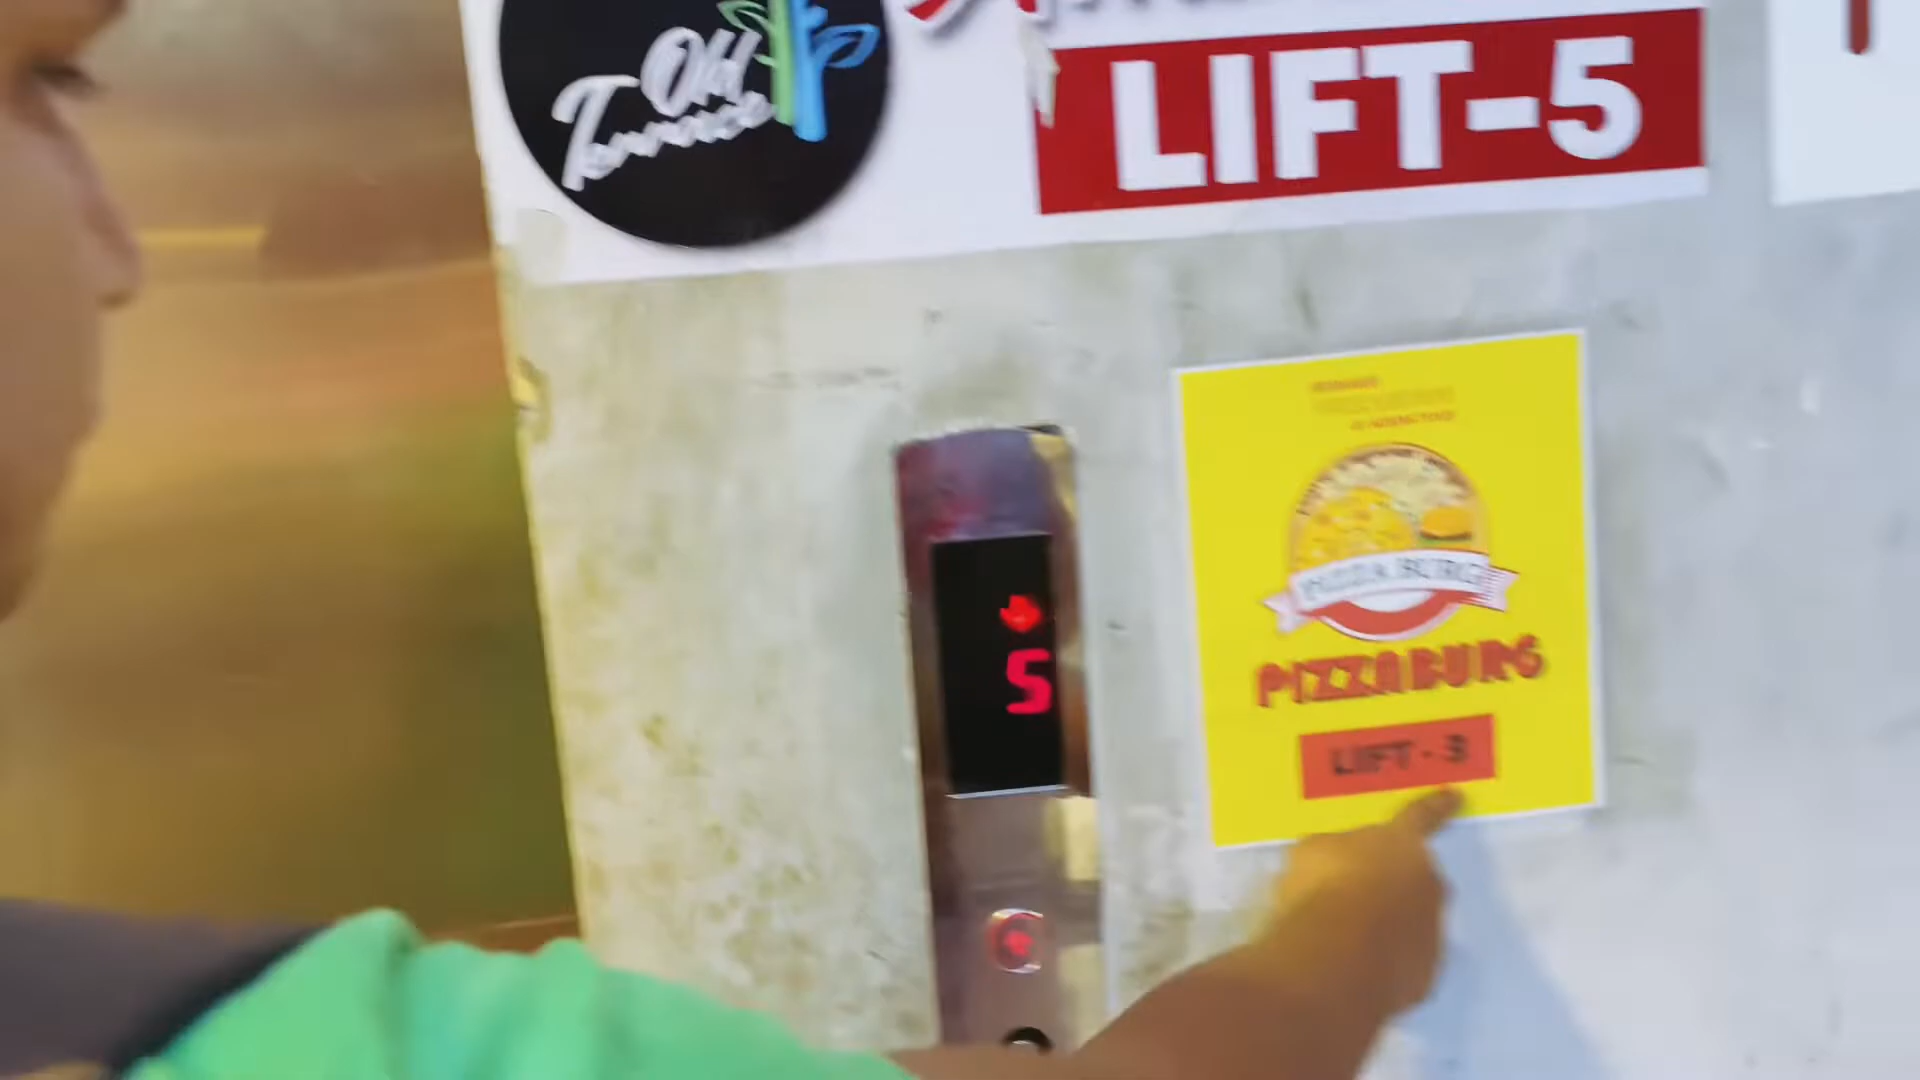 Oh
Terrace
LIFT-5
5
PIZZA BURG
PIZZABURG
LIFT - 3